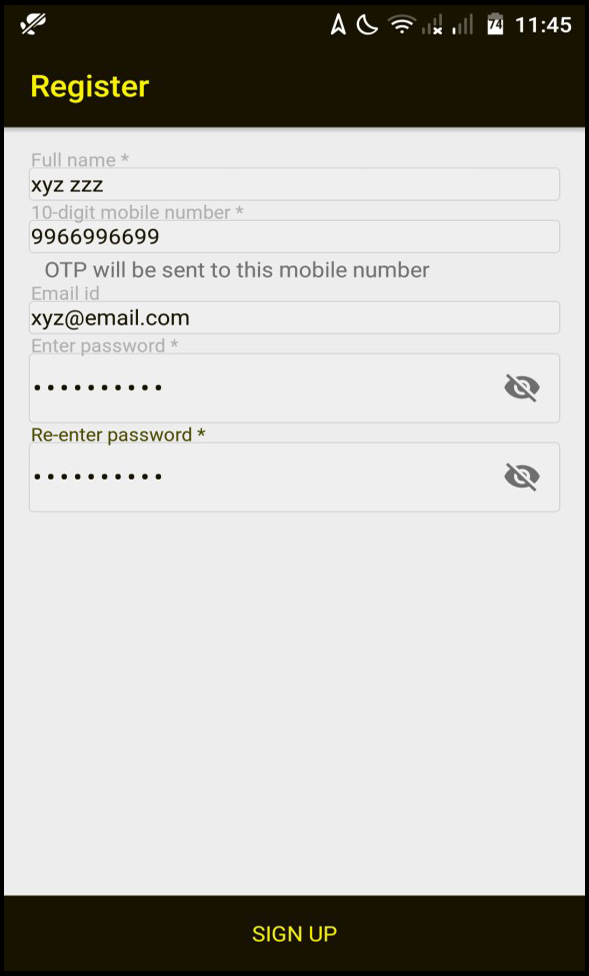 74 11:45
Register
Full name *
xyz zzz
10-digit mobile number *
9966996699
OTP will be sent to this mobile number
Email id
xyz@email.com
Enter password *
••••••••••
Re-enter password *
••••••••••
SIGN UP